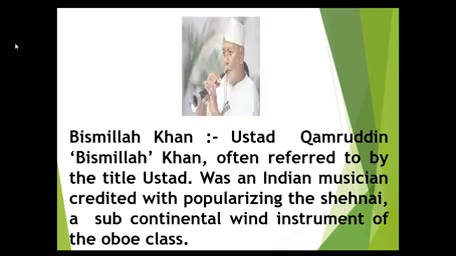 Bismillah Khan :- Ustad Qamruddin
‘Bismillah’ Khan, often referred to by
the title Ustad. Was an Indian musician
credited with popularizing the shehnai,
a sub continental wind instrument of
the oboe class.